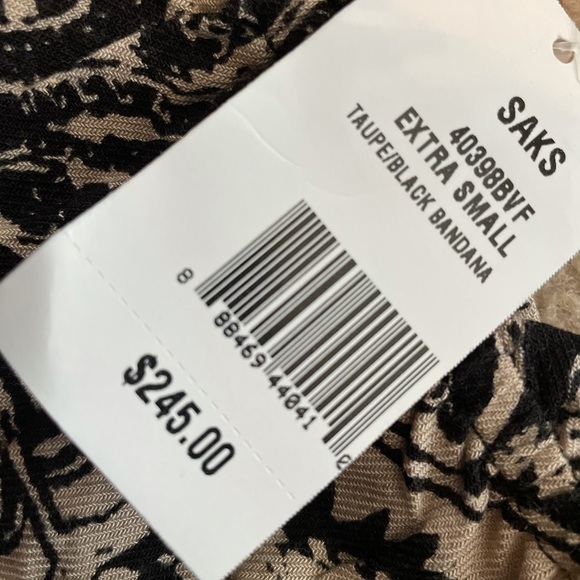 SAKS
40398BVF
EXTRA SMALL
TAUPE/BLACK BANDANA
8 88469 44041
$245.00